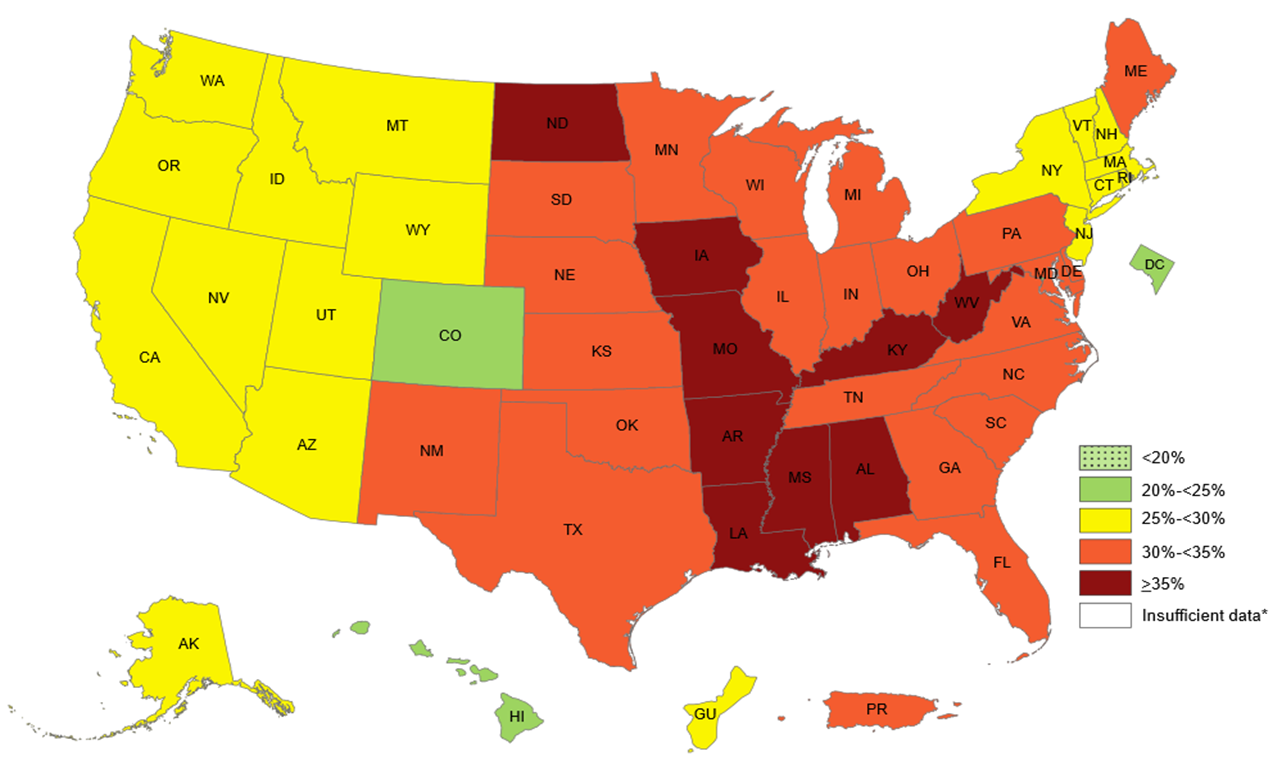 ME
WA
MT
ND
VT
NH
MN
OR
MA
ID
NY
RI
CT
WI
SD
MI
WY
PA
NJ
IA
DC
OH
MD
DE
NE
NV
IL
IN
WV
UT
VA
CO
KS
MO
KY
CA
NC
TN
SC
OK
AR
AZ
NM
GA
AL
MS
TX
LA
FL
<20%
20%-<25%
25%-<30%
30%-<35%
≥35%
Insufficient data*
AK
HI
GU
PR